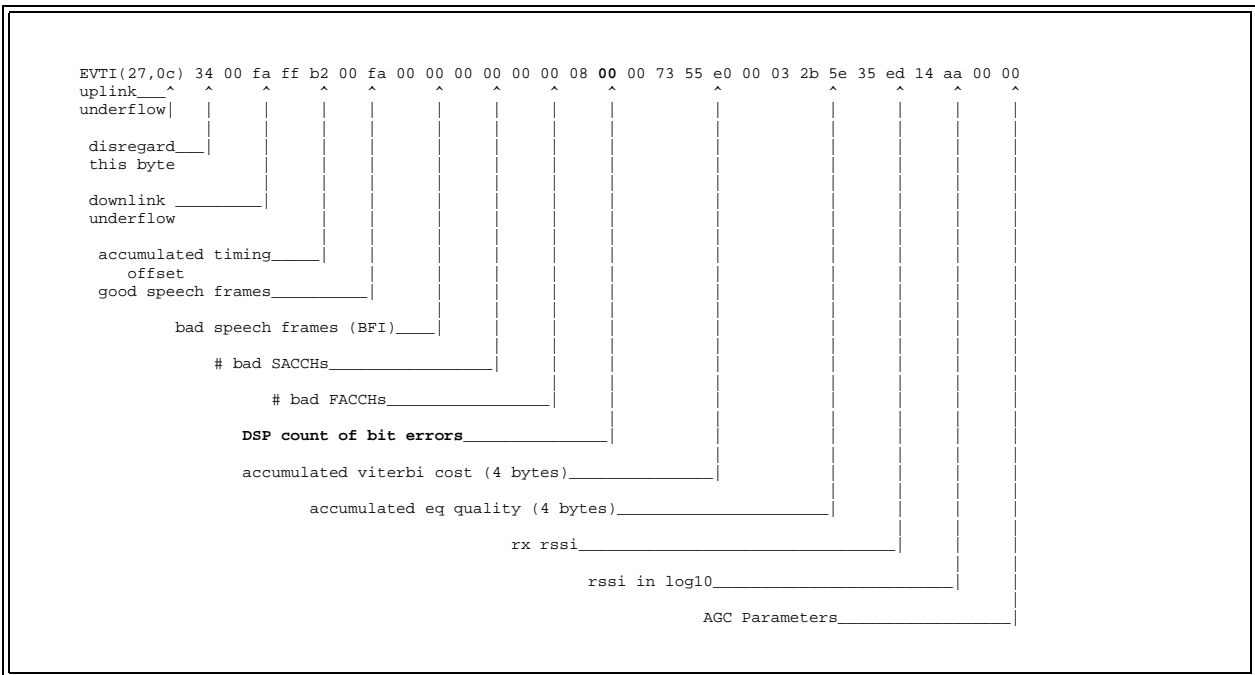 EVTI(27,0c) 34 00 fa ff b2 00 fa 00 00 00 00 00 00 08 00 00 73 55 e0 00 03 2b 5e 35 ed 14 aa 00 00
uplink___^ ^ ^ ^ ^ ^ ^ ^ ^ ^ ^ ^ ^ ^
underflow|
disregard___|
this byte
downlink _________|
underflow
accumulated timing_____|
offset
good speech frames__________|
bad speech frames (BFI)____|
# bad SACCHs_________________|
# bad FACCHs_________________|
DSP count of bit errors_______________|
accumulated viterbi cost (4 bytes)_______________|
accumulated eq quality (4 bytes)______________________|
rx rssi_________________________________|
rssi in log10_________________________|
AGC Parameters__________________|